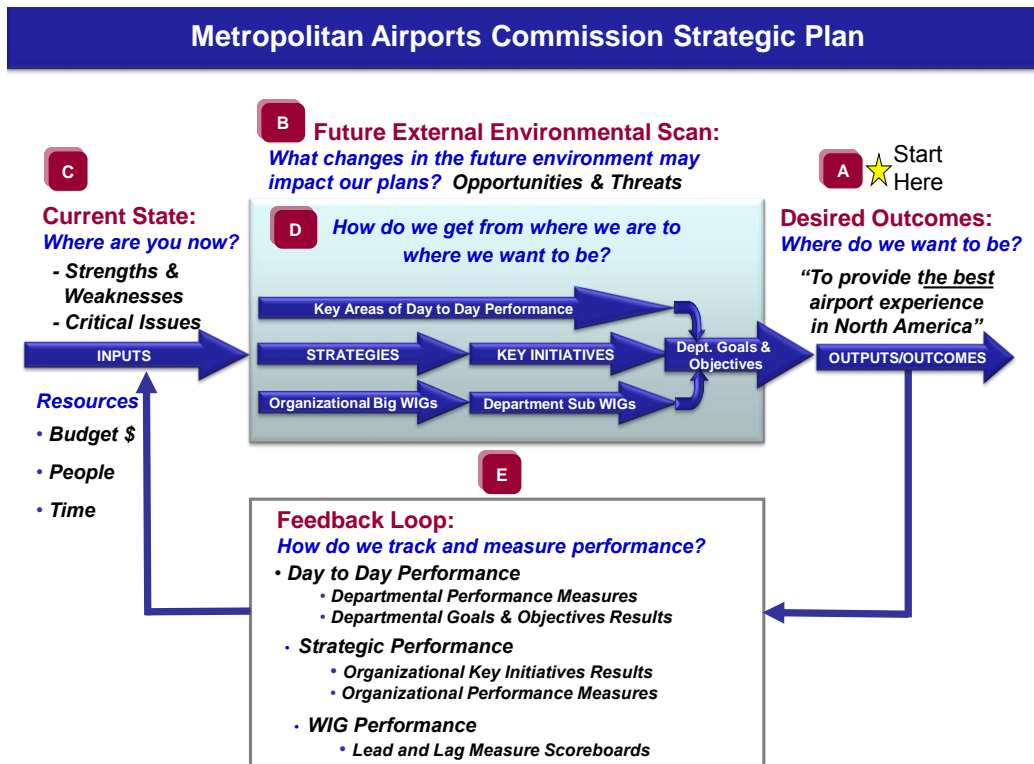 Metropolitan Airports Commission Strategic Plan
B
Future External Environmental Scan:
What changes in the future environment may
impact our plans? Opportunities & Threats
A
Start
Here
C
Current State:
Where are you now?
- Strengths &
Weaknesses
- Critical Issues
INPUTS
Resources
• Budget $
• People
• Time
D
How do we get from where we are to
where we want to be?
Key Areas of Day to Day Performance
STRATEGIES
KEY INITIATIVES
Dept. Goals &
Objectives
Organizational Big WIGs
Department Sub WIGs
Desired Outcomes:
Where do we want to be?
“To provide the best
airport experience
in North America”
OUTPUTS/OUTCOMES
E
Feedback Loop:
How do we track and measure performance?
• Day to Day Performance
• Departmental Performance Measures
• Departmental Goals & Objectives Results
• Strategic Performance
• Organizational Key Initiatives Results
• Organizational Performance Measures
• WIG Performance
• Lead and Lag Measure Scoreboards